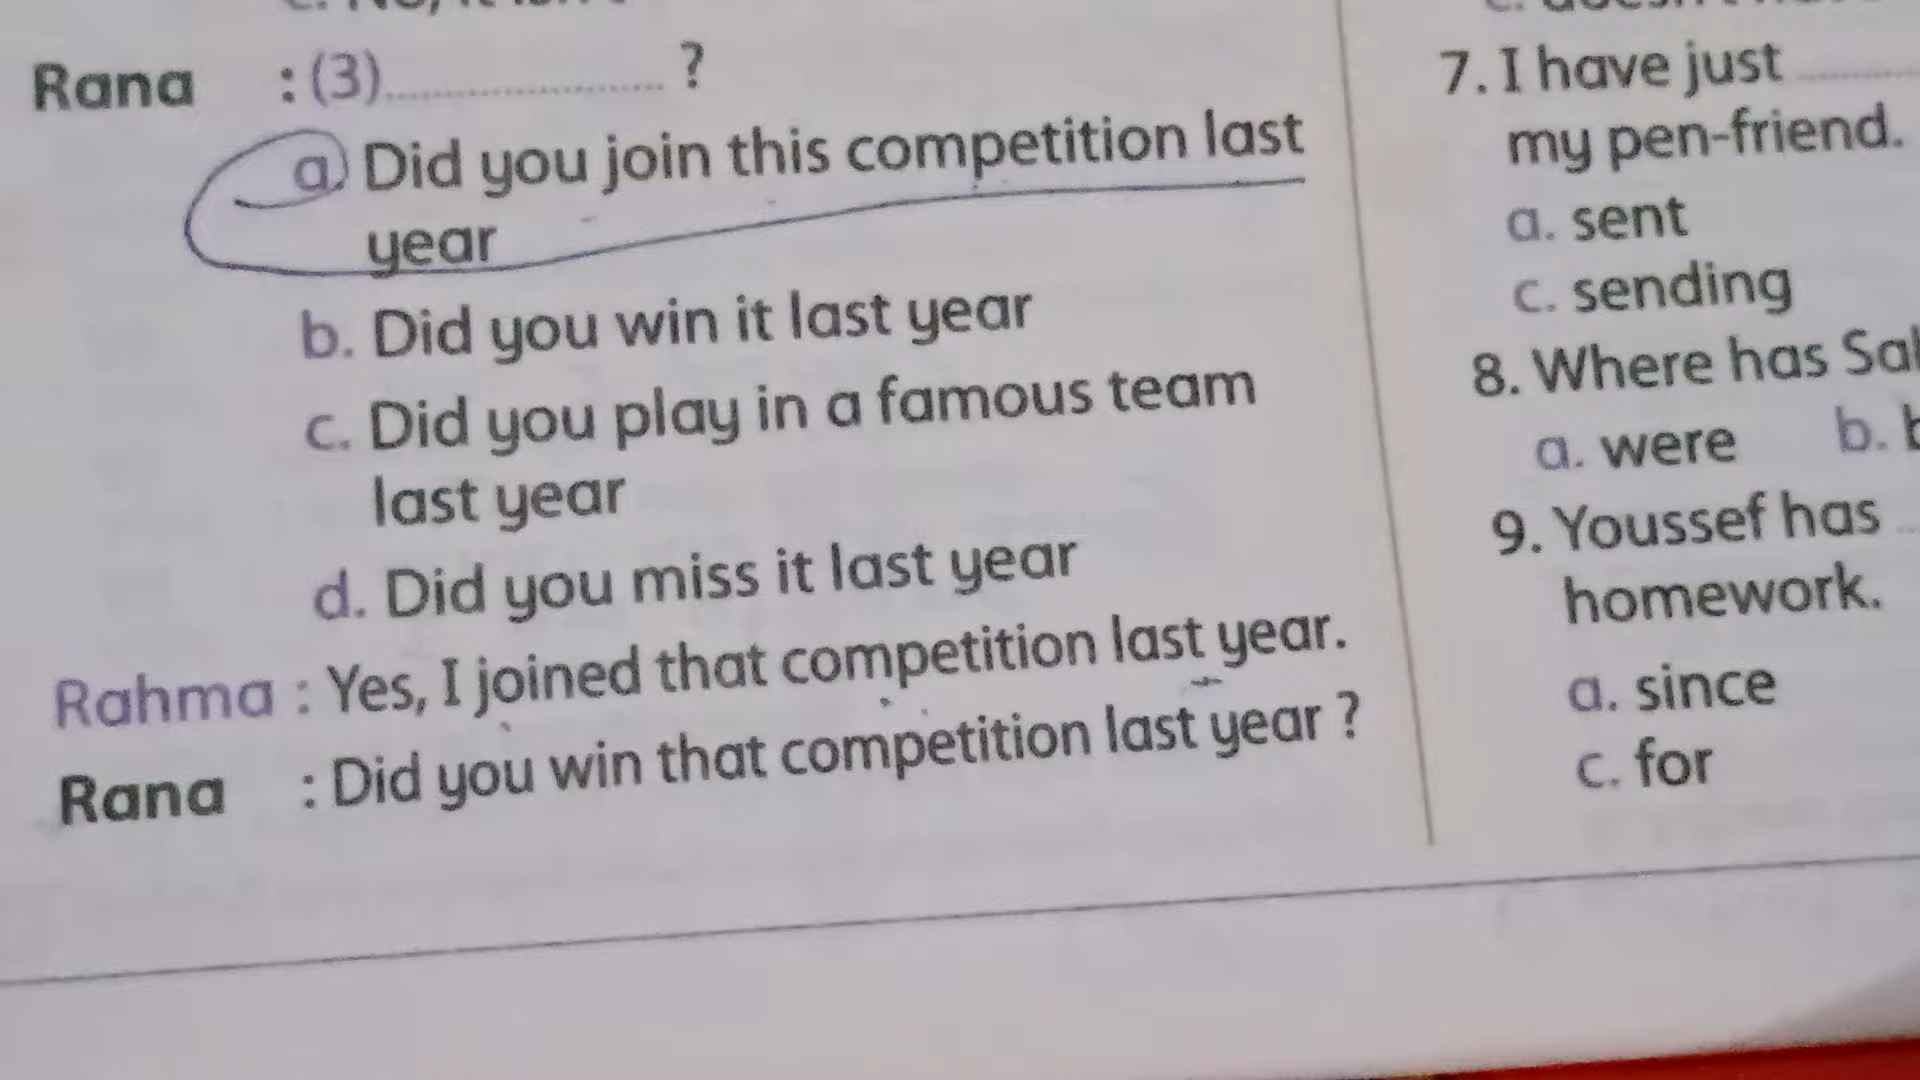 Rana : (3).................... ?
a. Did you join this competition last
year
b. Did you win it last year
c. Did you play in a famous team
last year
d. Did you miss it last year
Rahma : Yes, I joined that competition last year.
Rana : Did you win that competition last year ?
7. I have just ........
my pen-friend.
a. sent
c. sending
8. Where has
a. were b.
9. Youssef has
homework.
a. since
c. for